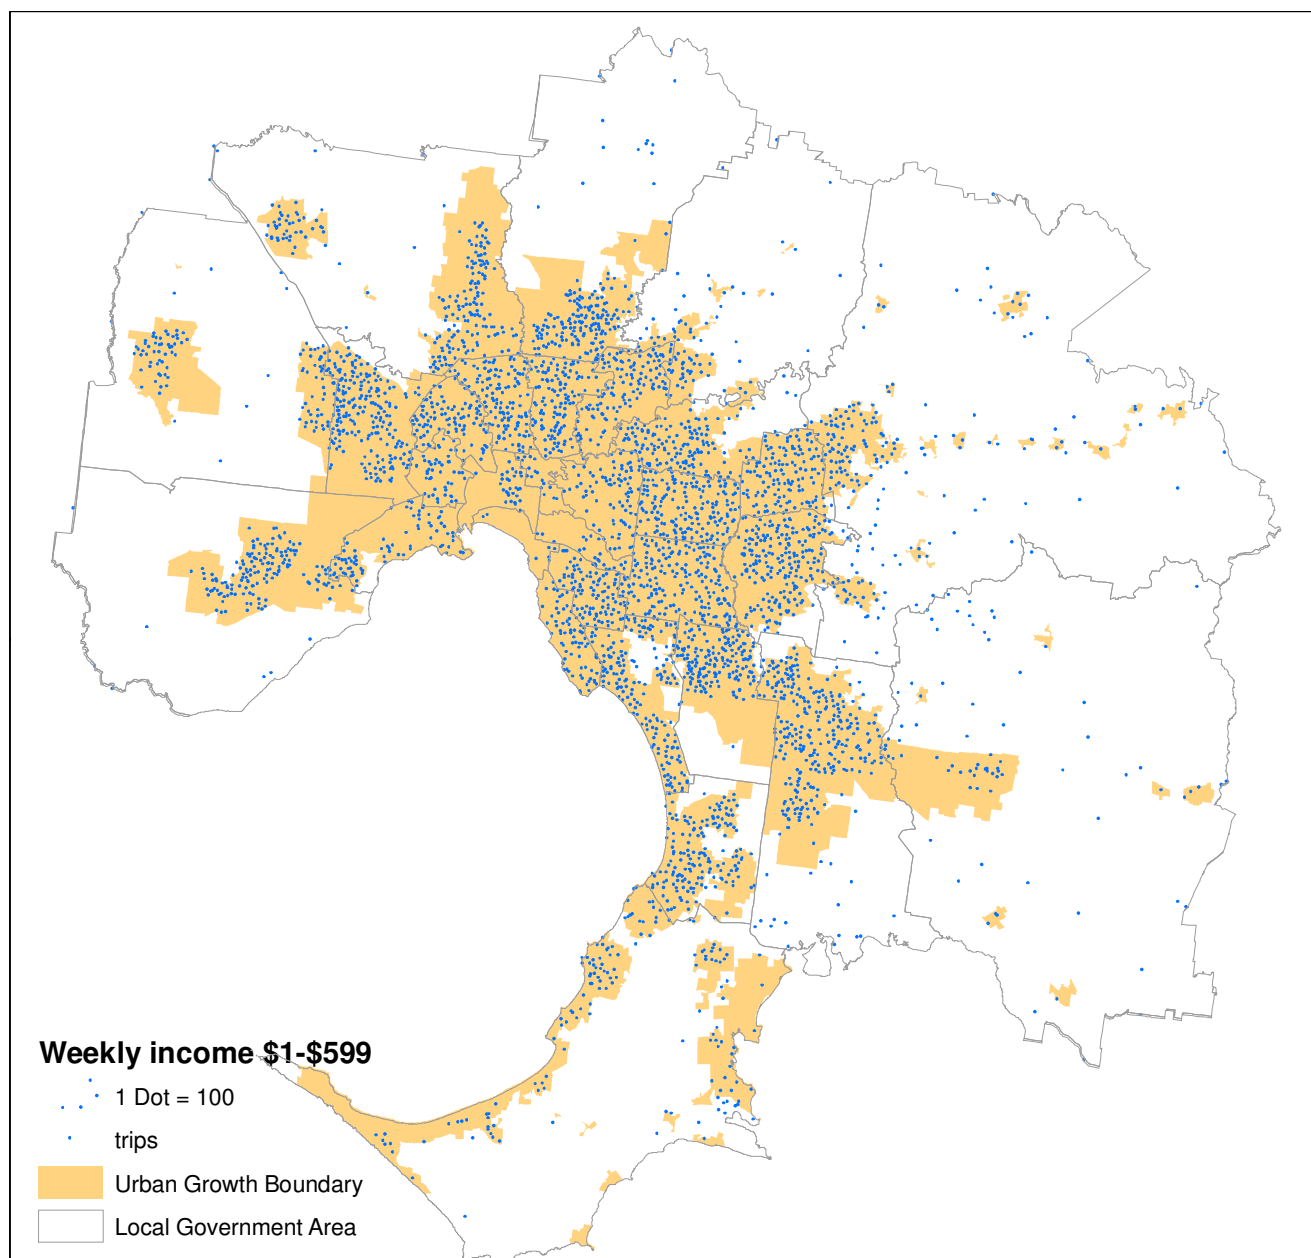 Weekly income $1-$599
1 Dot = 100
trips
Urban Growth Boundary
Local Government Area